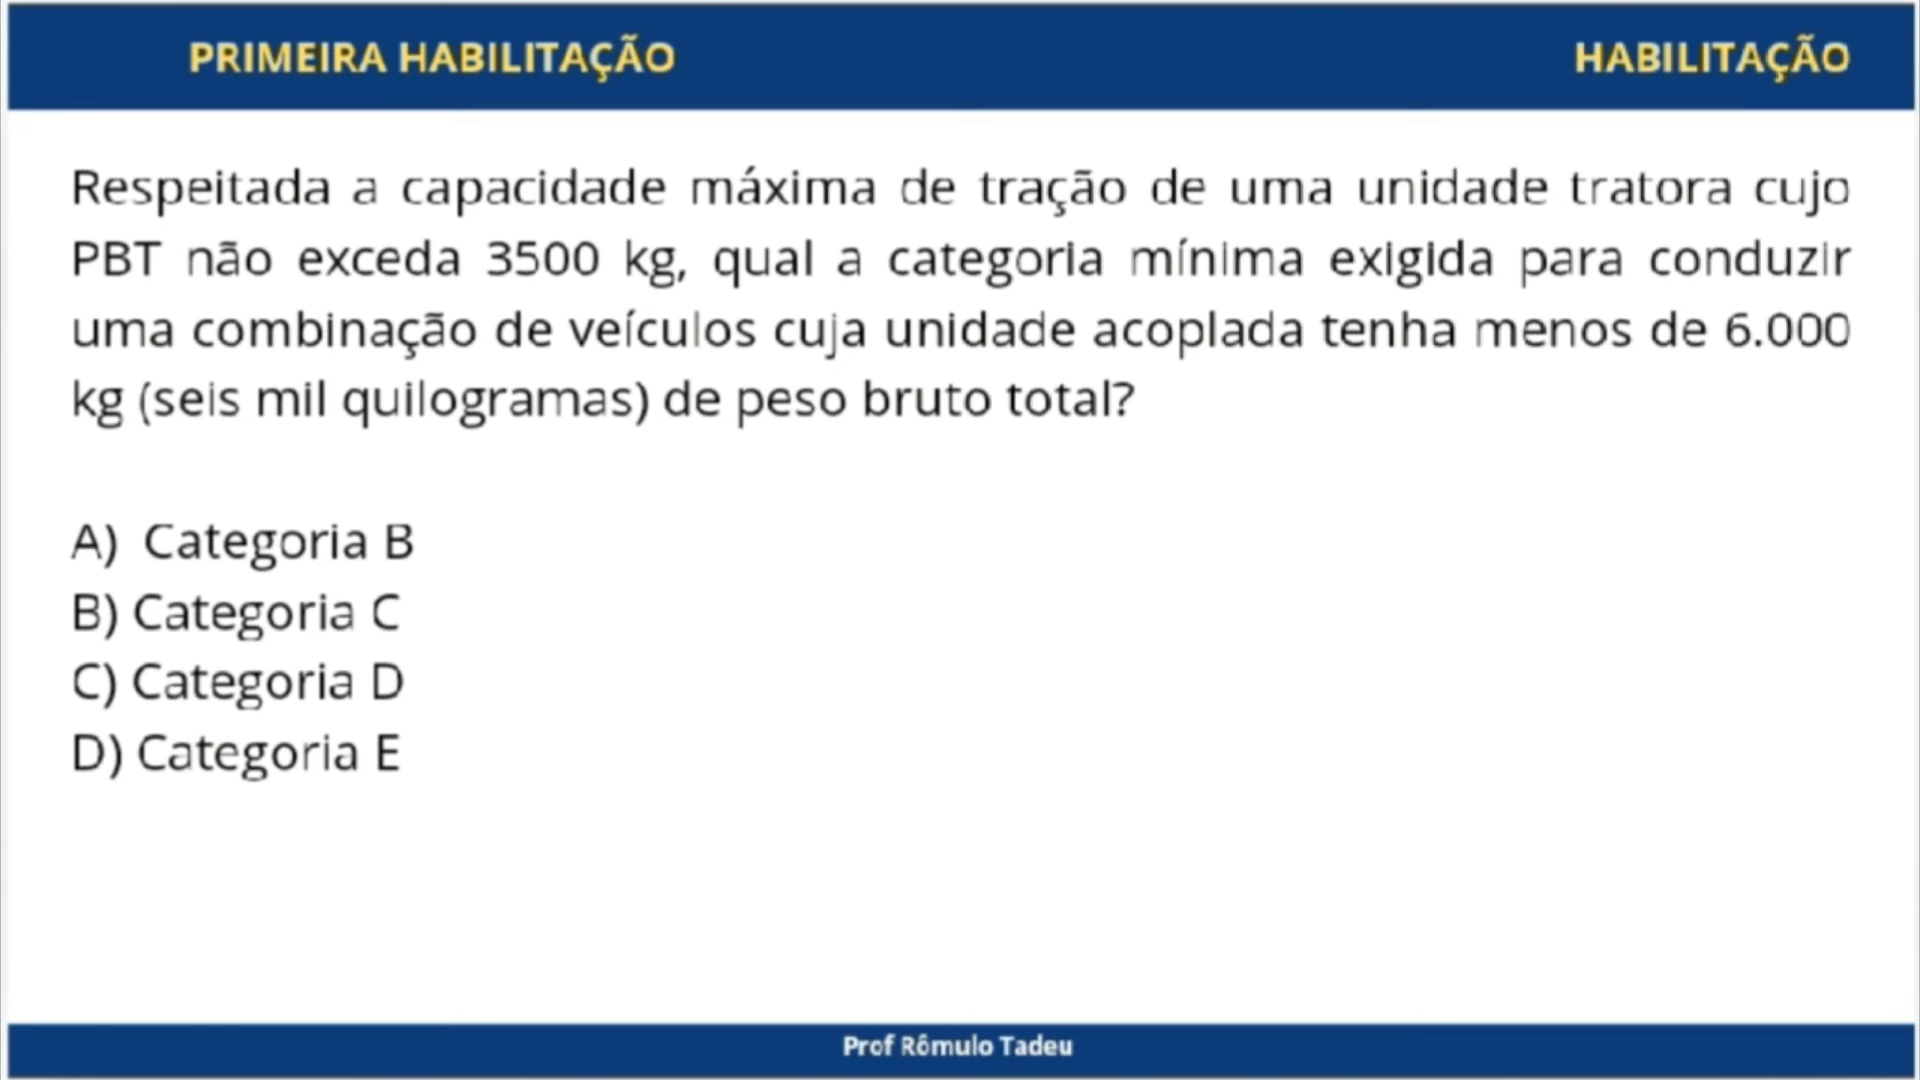 PRIMEIRA HABILITAÇÃO HABILITAÇÃO
Respeitada a capacidade máxima de tração de uma unidade tratora cujo
PBT não exceda 3500 kg, qual a categoria mínima exigida para conduzir
uma combinação de veículos cuja unidade acoplada tenha menos de 6.000
kg (seis mil quilogramas) de peso bruto total?
A) Categoria B
B) Categoria C
C) Categoria D
D) Categoria E
Prof Rômulo Tadeu